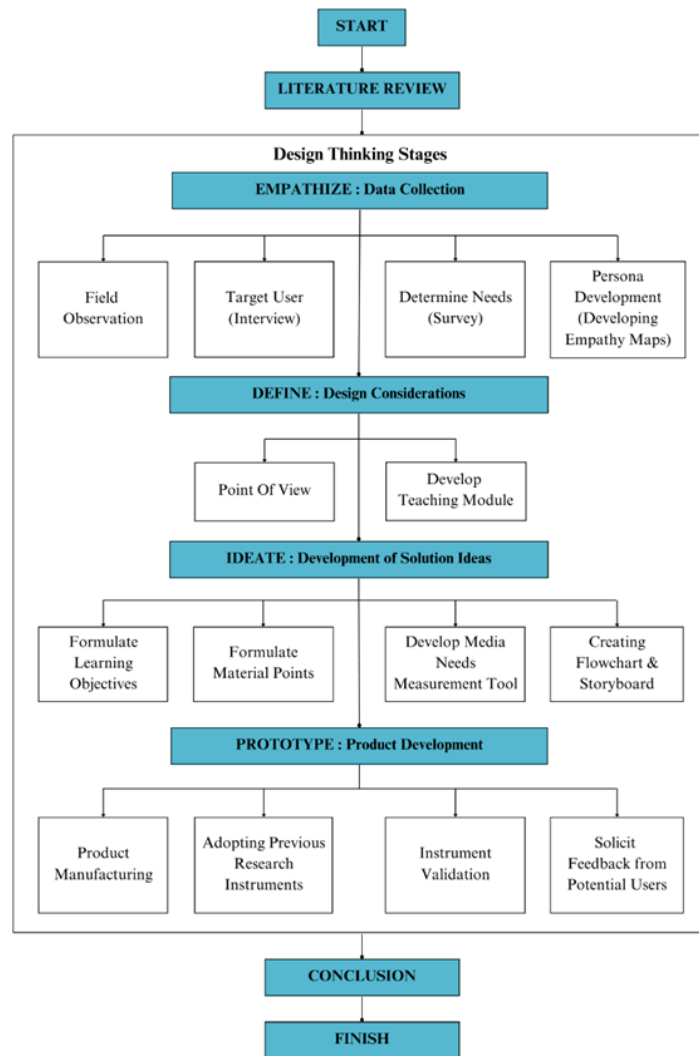 START
LITERATURE REVIEW
Design Thinking Stages
EMPATHIZE : Data Collection
Field
Observation
Target User
(Interview)
Determine Needs
(Survey)
Persona
Development
(Developing
Empathy Maps)
DEFINE : Design Considerations
Point Of View
Develop
Teaching Module
IDEATE : Development of Solution Ideas
Formulate
Learning
Objectives
Formulate
Material Points
Develop Media
Needs
Measurement Tool
Creating
Flowchart &
Storyboard
PROTOTYPE : Product Development
Product
Manufacturing
Adopting Previous
Research
Instruments
Instrument
Validation
Solicit
Feedback from
Potential Users
CONCLUSION
FINISH